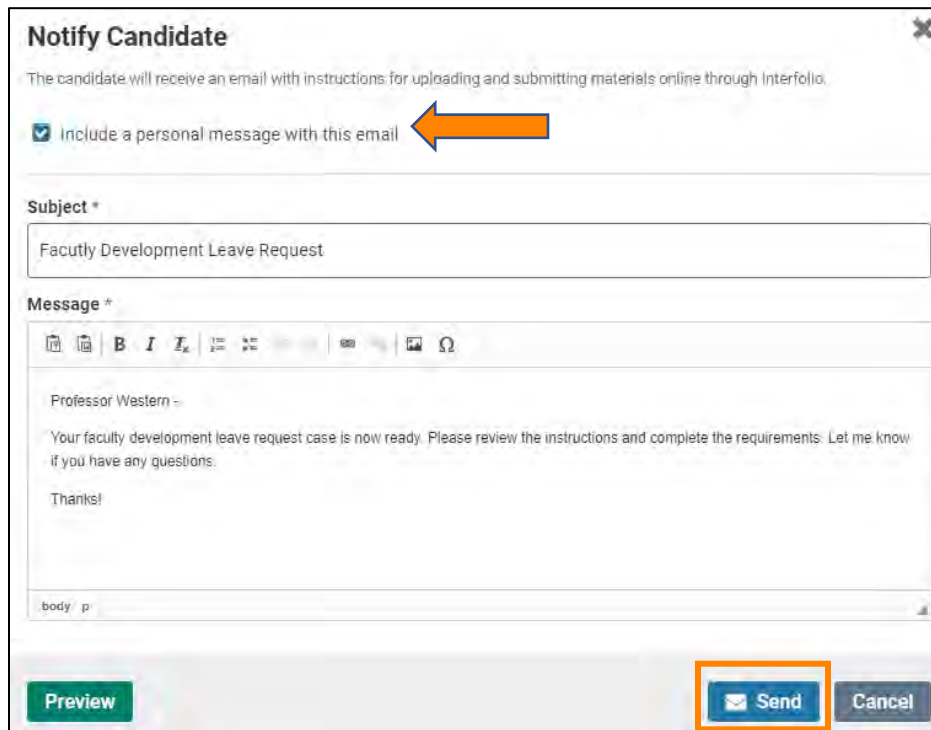 Notify Candidate
The candidate will receive an email with instructions for uploading and submitting materials online through Interfolio.
Include a personal message with this email
Subject *
Facutly Development Leave Request
Message *
B I Tx Ω
Professor Western -
Your faculty development leave request case is now ready. Please review the instructions and complete the requirements. Let me know
if you have any questions.
Thanks!
body p
Preview Send Cancel